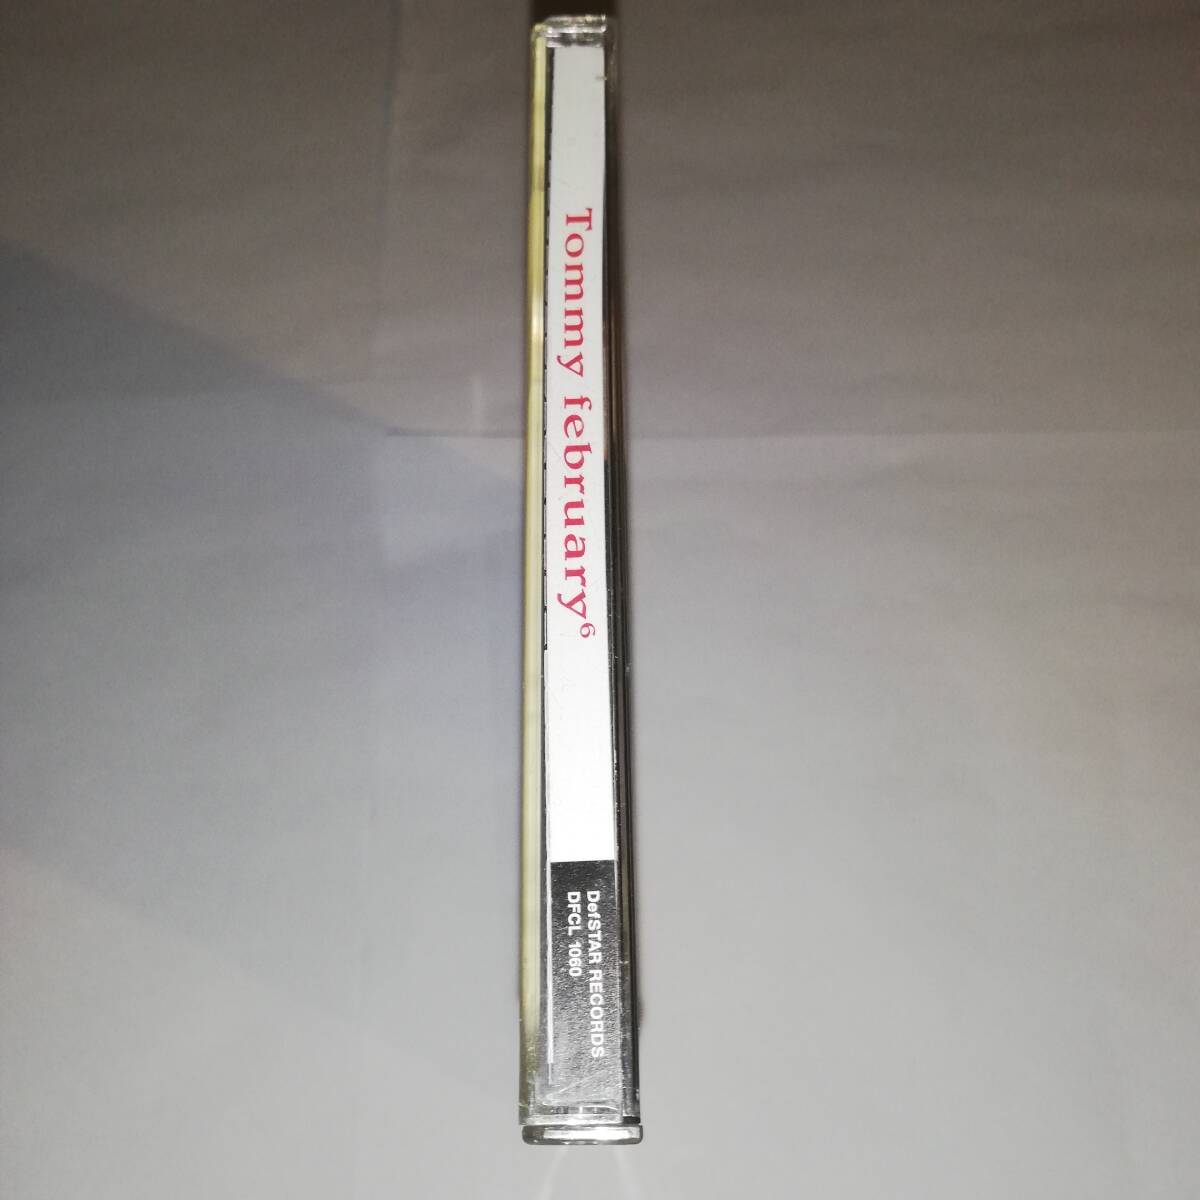 Tommy february⁶
DefSTAR RECORDS
DFCL 1060